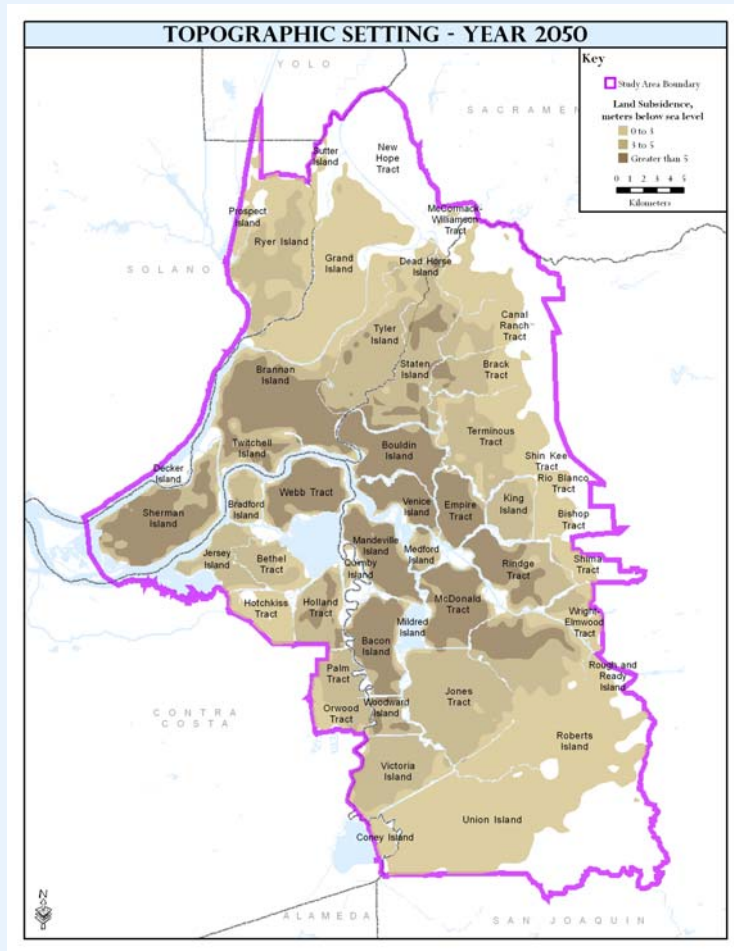 TOPOGRAPHIC SETTING - YEAR 2050
Key
Study Area Boundary
Land Subsidence,
meters below sea level
0 to 3
3 to 5
Greater than 5
0 1 2 3 4 5
Kilometers
YOLO
SACRAMEN
Sutter
Island
New
Hope
Tract
McCormack-
Williamson
Tract
Prospect
Island
Ryer Island
Grand
Island
Dead Horse
Island
SOLANO
Canal
Ranch
Tract
Tyler
Island
Staten
Island
Brack
Tract
Brannan
Island
Terminous
Tract
Twitchell
Island
Bouldin
Island
Shin Kee
Tract
Rio Blanco
Tract
Decker
Island
Webb Tract
Venice
Island
Empire
Tract
King
Island
Bradford
Island
Bishop
Tract
Sherman
Island
Mandeville
Island
Medford
Island
Quimby
Island
Jersey
Island
Bethel
Tract
Rindge
Tract
Shima
Tract
Hotchkiss
Tract
Holland
Tract
McDonald
Tract
Wright-
Elmwood
Tract
Mildred
Island
Bacon
Island
Rough and
Ready
Island
Palm
Tract
Jones
Tract
Woodward
Island
Orwood
Tract
CONTRA
COSTA
Roberts
Island
Victoria
Island
Union Island
Coney Island
N
ALAMEDA
SAN JOAQUIN